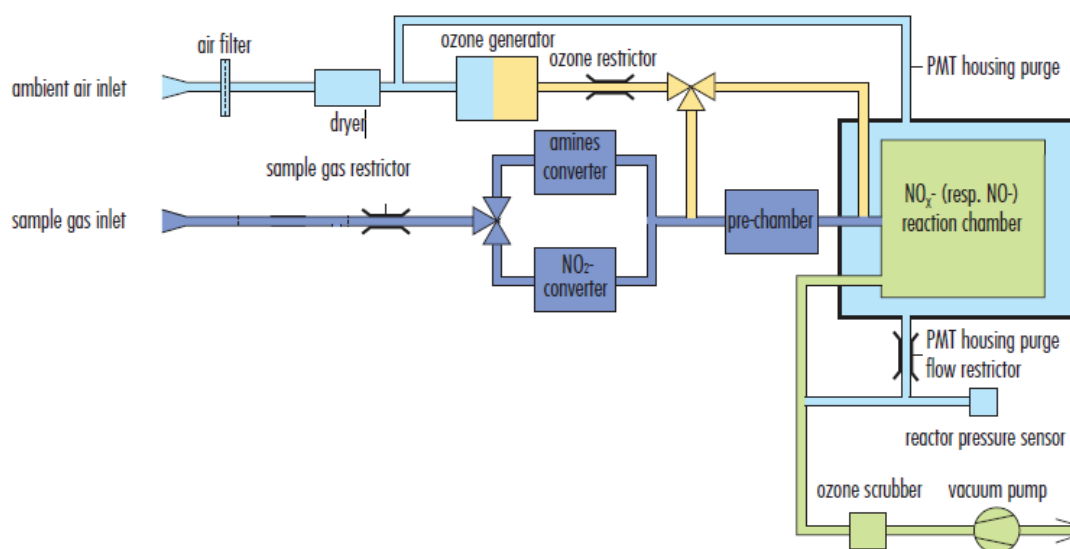 air filter
ozone generator
ozone restrictor
PMT housing purge
ambient air inlet
dryer
sample gas restrictor
amines
converter
NOx- (resp. NO-)
reaction chamber
sample gas inlet
pre-chamber
NO2-
converter
PMT housing purge
flow restrictor
reactor pressure sensor
ozone scrubber
vacuum pump